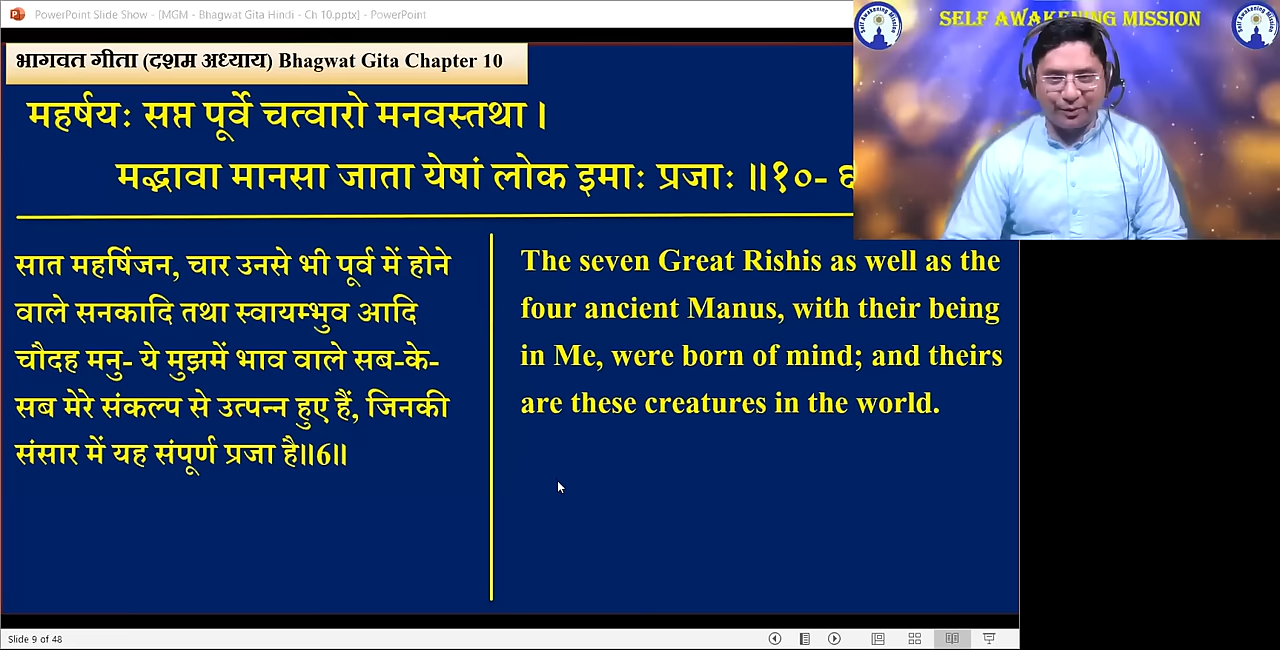 PowerPoint Slide Show - [MGM - Bhagwat Gita Hindi - Ch 10.pptx] - PowerPoint
SELF AWAKENING MISSION
भागवत गीता (दशम अध्याय) Bhagwat Gita Chapter 10
महर्षयः सप्त पूर्वे चत्वारो मनवस्तथा ।
मद्भावा मानसा जाता येषां लोक इमाः प्रजाः ॥१०- ६
सात महर्षिजन, चार उनसे भी पूर्व में होने
वाले सनकादि तथा स्वायम्भुव आदि
चौदह मनु- ये मुझमें भाव वाले सब-के-
सब मेरे संकल्प से उत्पन्न हुए हैं, जिनकी
संसार में यह संपूर्ण प्रजा है॥6॥
The seven Great Rishis as well as the
four ancient Manus, with their being
in Me, were born of mind; and theirs
are these creatures in the world.
Slide 9 of 48